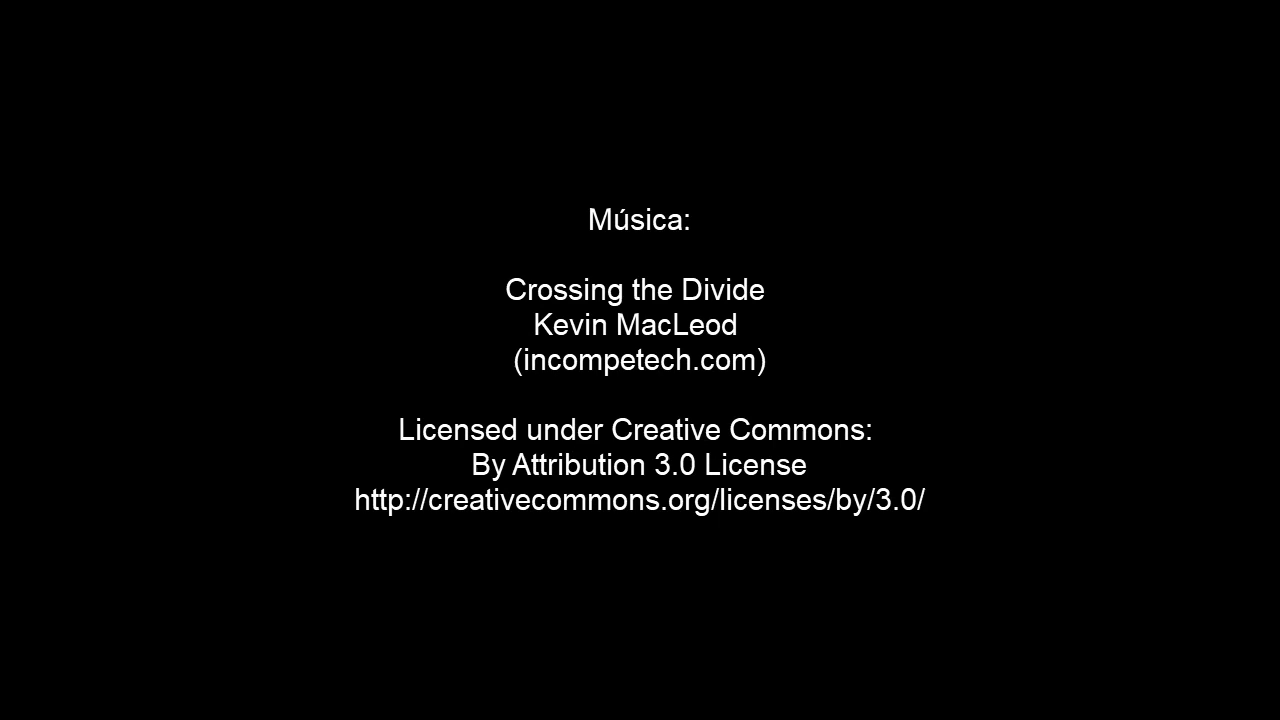 Música:
Crossing the Divide
Kevin MacLeod
(incompetech.com)
Licensed under Creative Commons:
By Attribution 3.0 License
http://creativecommons.org/licenses/by/3.0/